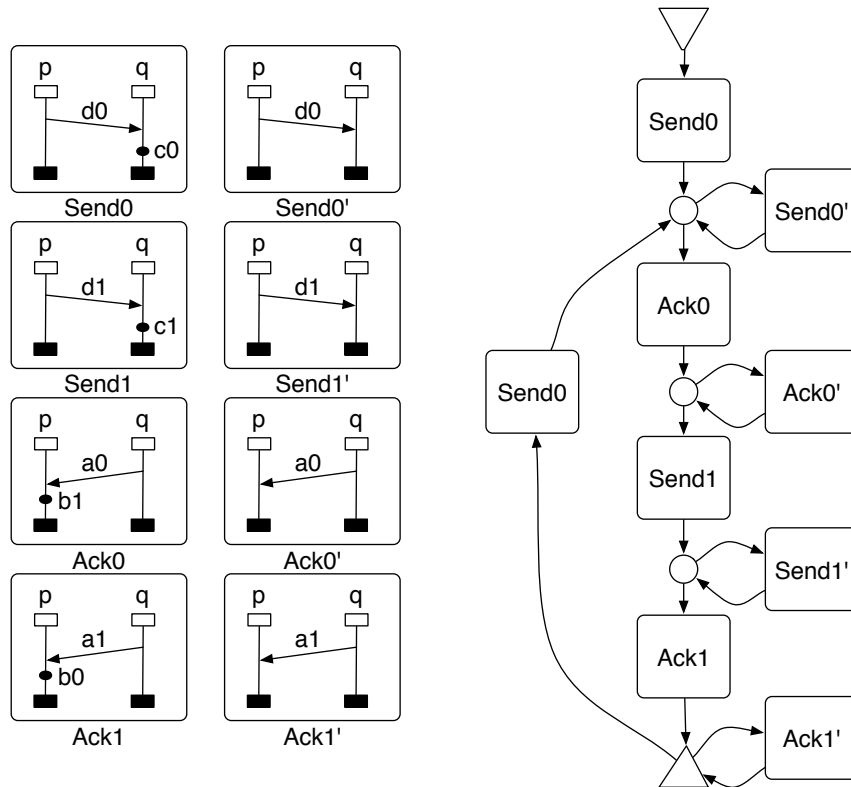 p q
d0
c0
Send0
p q
d0
Send0'
p q
d1
c1
Send1
p q
d1
Send1'
p q
a0
b1
Ack0
p q
a0
Ack0'
p q
a1
b0
Ack1
p q
a1
Ack1'
Send0
Send0'
Ack0
Send0
Ack0'
Send1
Send1'
Ack1
Ack1'